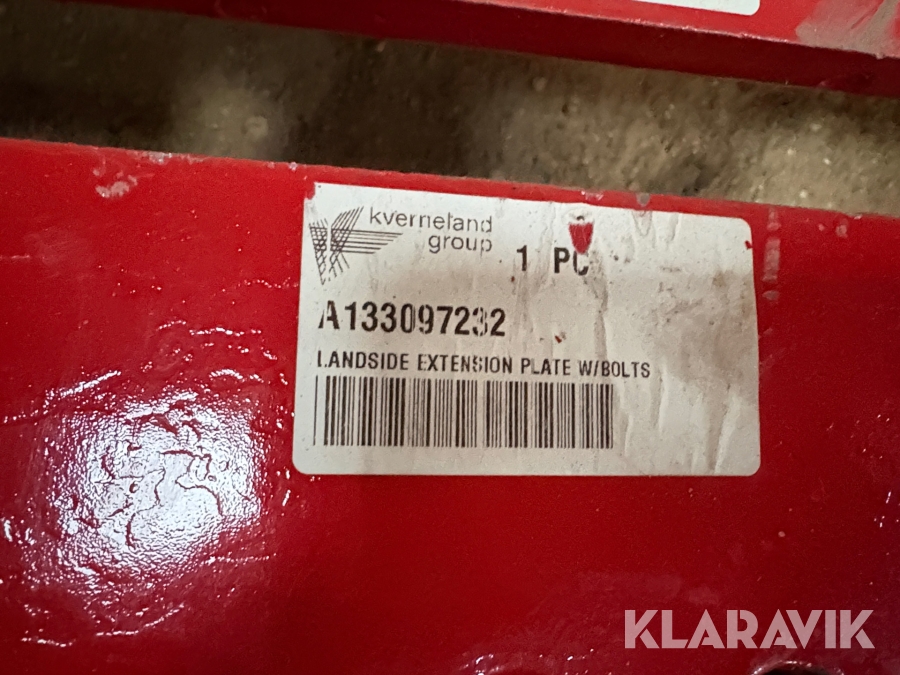 kverneland
group
1 PC
A133097232
LANDSIDE EXTENSION PLATE W/BOLTS
KLARAVIK